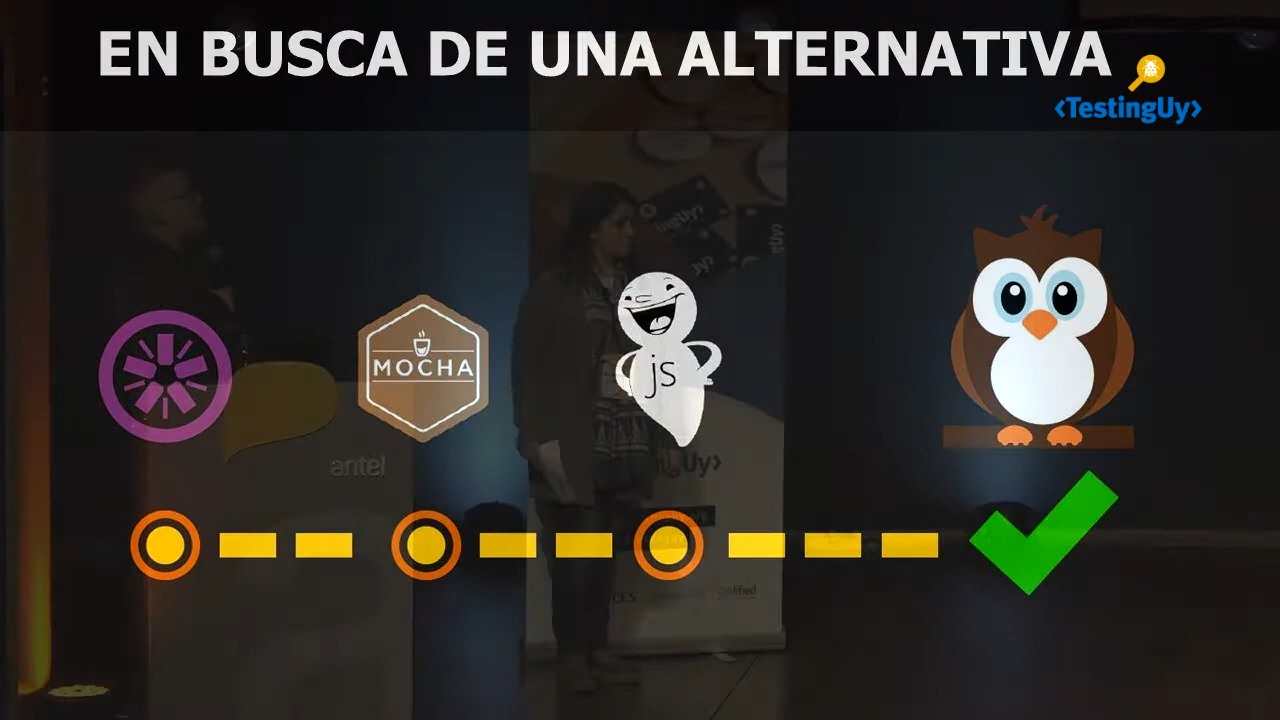 EN BUSCA DE UNA ALTERNATIVA
<TestingUy>
MOCHA
js
antel